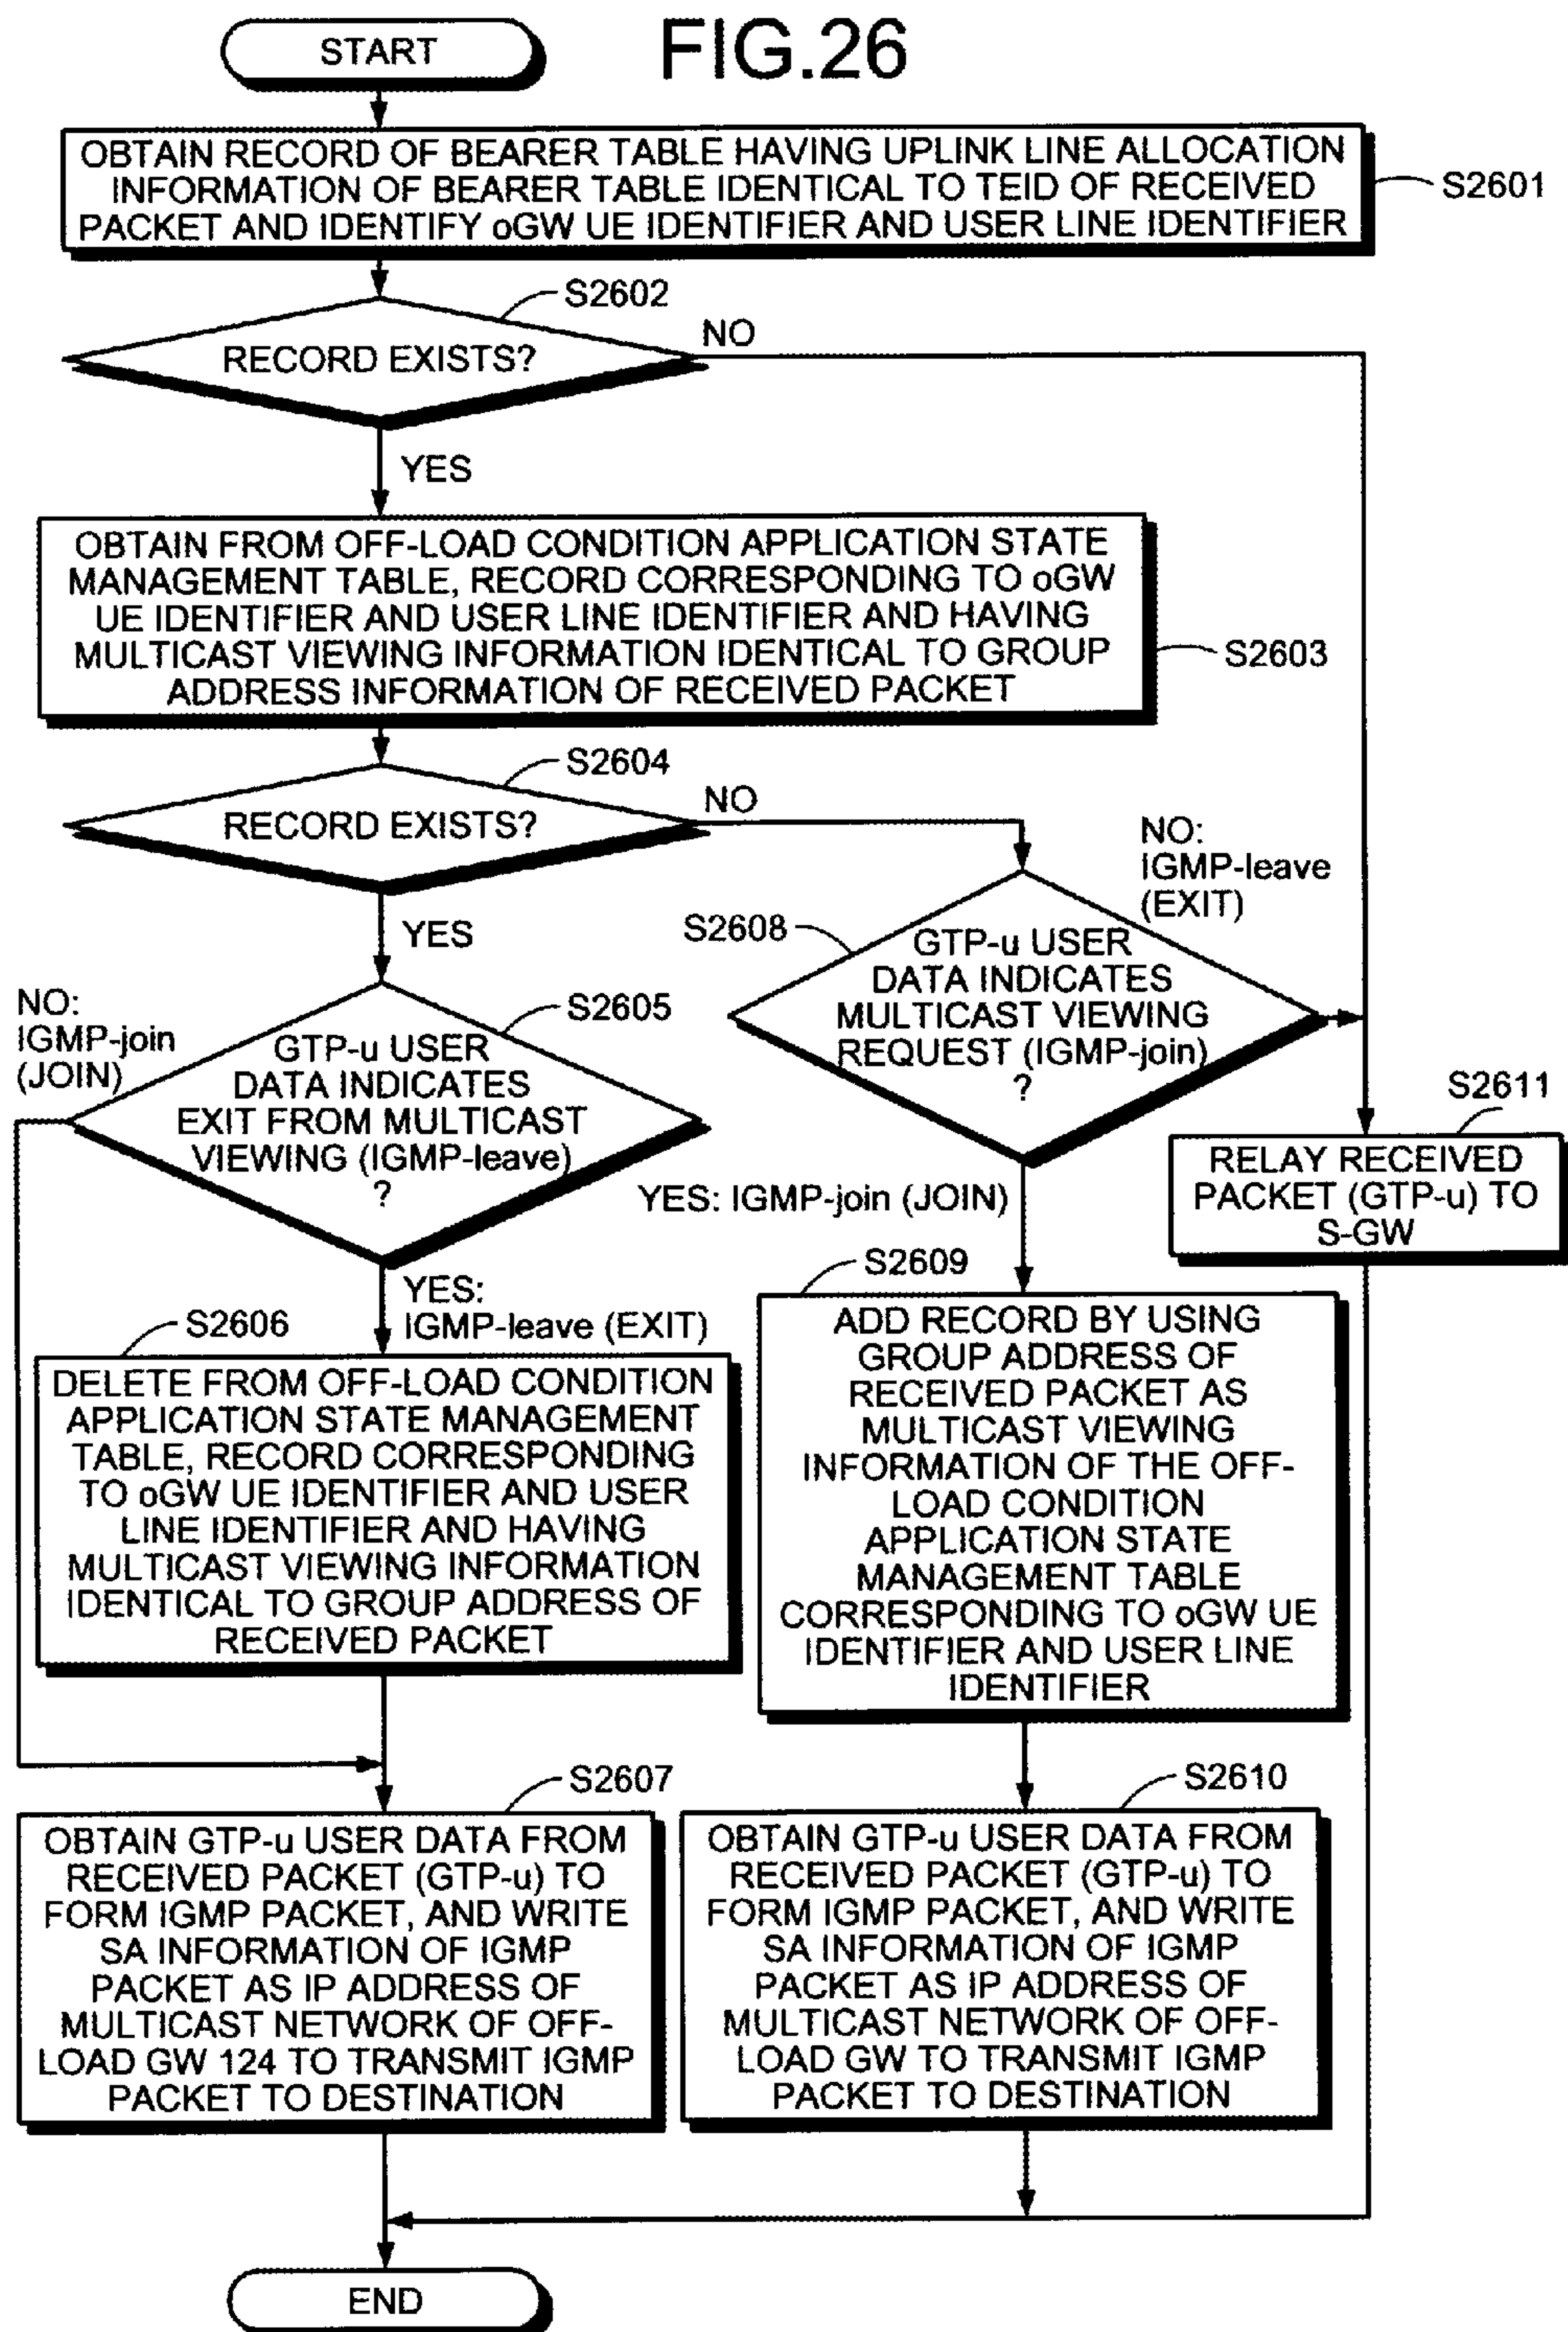 FIG.26
START
OBTAIN RECORD OF BEARER TABLE HAVING UPLINK LINE ALLOCATION
INFORMATION OF BEARER TABLE IDENTICAL TO TEID OF RECEIVED
PACKET AND IDENTIFY oGW UE IDENTIFIER AND USER LINE IDENTIFIER
S2601
S2602
RECORD EXISTS?
NO
YES
OBTAIN FROM OFF-LOAD CONDITION APPLICATION STATE
MANAGEMENT TABLE, RECORD CORRESPONDING TO oGW
UE IDENTIFIER AND USER LINE IDENTIFIER AND HAVING
MULTICAST VIEWING INFORMATION IDENTICAL TO GROUP
ADDRESS INFORMATION OF RECEIVED PACKET
S2603
S2604
RECORD EXISTS?
NO
YES
NO:
IGMP-leave
(EXIT)
S2608
GTP-u USER
DATA INDICATES
MULTICAST VIEWING
REQUEST (IGMP-join)
?
NO:
IGMP-join
(JOIN)
S2605
GTP-u USER
DATA INDICATES
EXIT FROM MULTICAST
VIEWING (IGMP-leave)
?
YES: IGMP-join (JOIN)
S2611
RELAY RECEIVED
PACKET (GTP-u) TO
S-GW
YES:
IGMP-leave (EXIT)
S2606
DELETE FROM OFF-LOAD CONDITION
APPLICATION STATE MANAGEMENT
TABLE, RECORD CORRESPONDING
TO oGW UE IDENTIFIER AND USER
LINE IDENTIFIER AND HAVING
MULTICAST VIEWING INFORMATION
IDENTICAL TO GROUP ADDRESS OF
RECEIVED PACKET
S2609
ADD RECORD BY USING
GROUP ADDRESS OF
RECEIVED PACKET AS
MULTICAST VIEWING
INFORMATION OF THE OFF-
LOAD CONDITION
APPLICATION STATE
MANAGEMENT TABLE
CORRESPONDING TO oGW UE
IDENTIFIER AND USER LINE
IDENTIFIER
S2607
OBTAIN GTP-u USER DATA FROM
RECEIVED PACKET (GTP-u) TO
FORM IGMP PACKET, AND WRITE
SA INFORMATION OF IGMP
PACKET AS IP ADDRESS OF
MULTICAST NETWORK OF OFF-
LOAD GW 124 TO TRANSMIT IGMP
PACKET TO DESTINATION
S2610
OBTAIN GTP-u USER DATA FROM
RECEIVED PACKET (GTP-u) TO
FORM IGMP PACKET, AND WRITE
SA INFORMATION OF IGMP
PACKET AS IP ADDRESS OF
MULTICAST NETWORK OF OFF-
LOAD GW TO TRANSMIT IGMP
PACKET TO DESTINATION
END